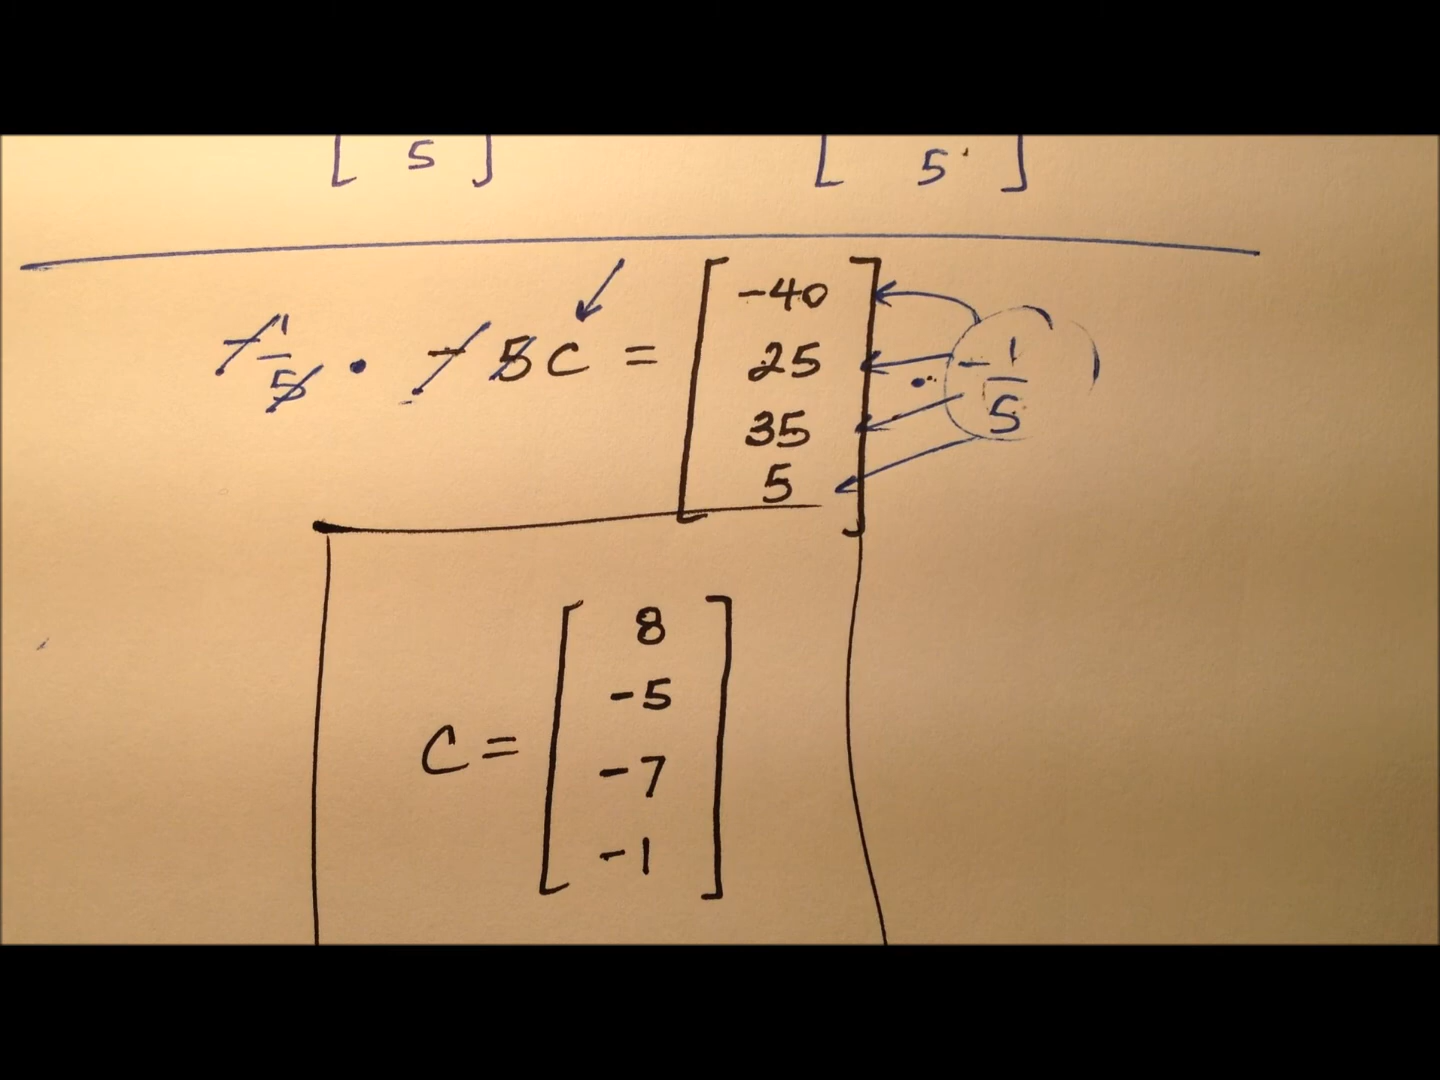 [ 5 ] [ 5 ]
-1/5 · -5C = [ -40 25 35 5 ] · -1/5
C = [ 8 -5 -7 -1 ]